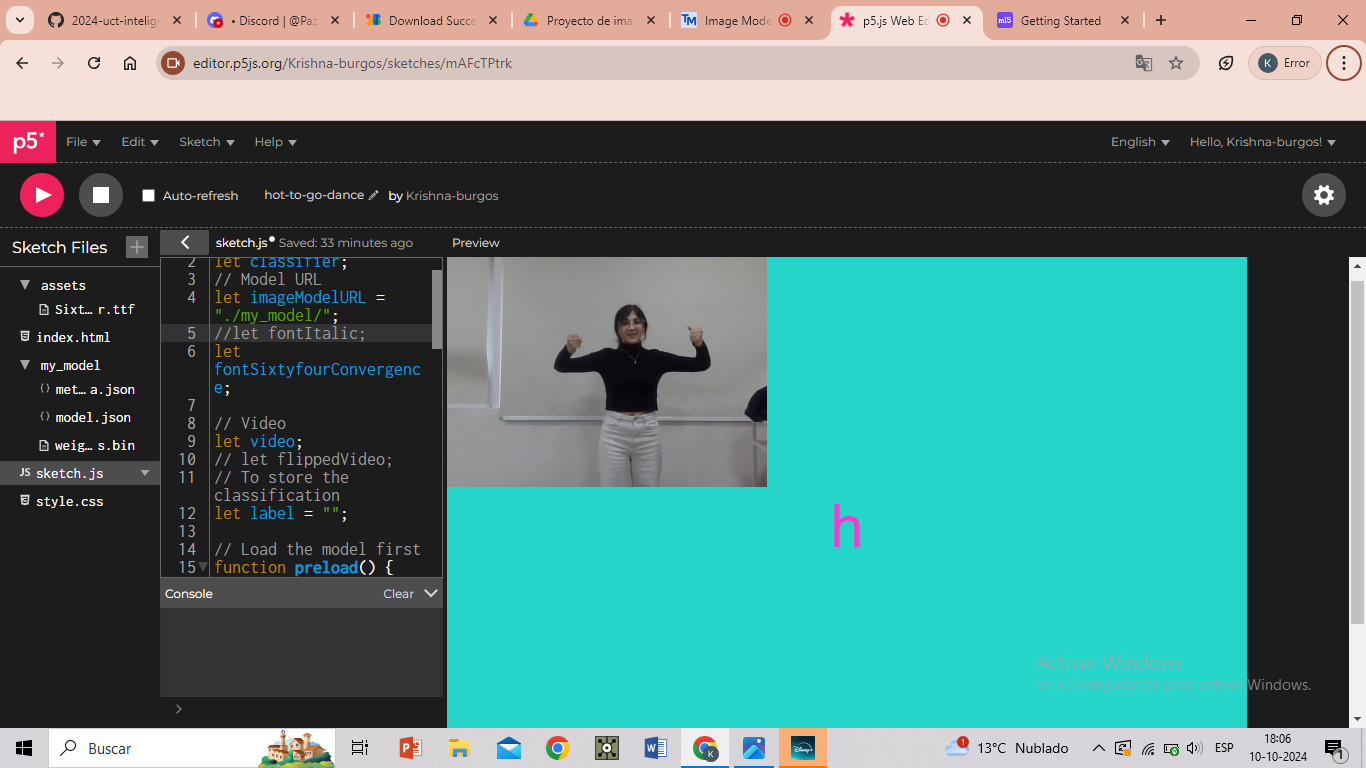 2024-uct-intelige
• Discord | @Paz
Download Succe
Proyecto de ima
Image Mode
p5.js Web Ed
Getting Started
editor.p5js.org/Krishna-burgos/sketches/mAFcTPtrk
K Error
p5* File Edit Sketch Help English Hello, Krishna-burgos!
Auto-refresh hot-to-go-dance by Krishna-burgos
Sketch Files
assets
Sixt… r.ttf
index.html
my_model
met… a.json
model.json
weig… s.bin
JS sketch.js
style.css
sketch.js Saved: 33 minutes ago
2 let classifier;
3 // Model URL
4 let imageModelURL =
"./my_model/";
5 //let fontItalic;
6 let
fontSixtyfourConvergenc
e;
7
8 // Video
9 let video;
10 // let flippedVideo;
11 // To store the
classification
12 let label = "";
13
14 // Load the model first
15 function preload() {
Console Clear
>
Preview
h
Activar Windows
Ve a Configuración para activar Windows.
Buscar
13°C Nublado
ESP
18:06
10-10-2024
1